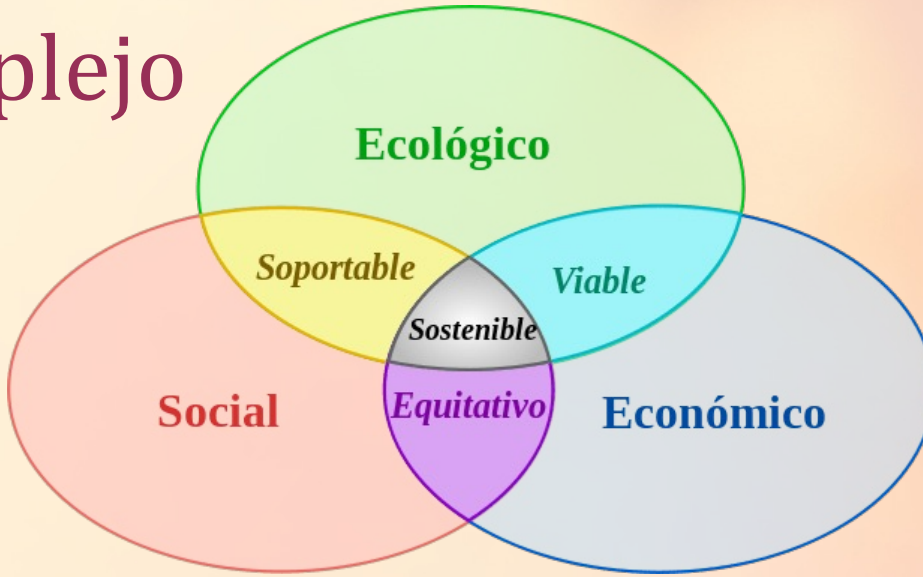 plejo
Ecológico
Soportable
Viable
Sostenible
Social
Equitativo
Económico